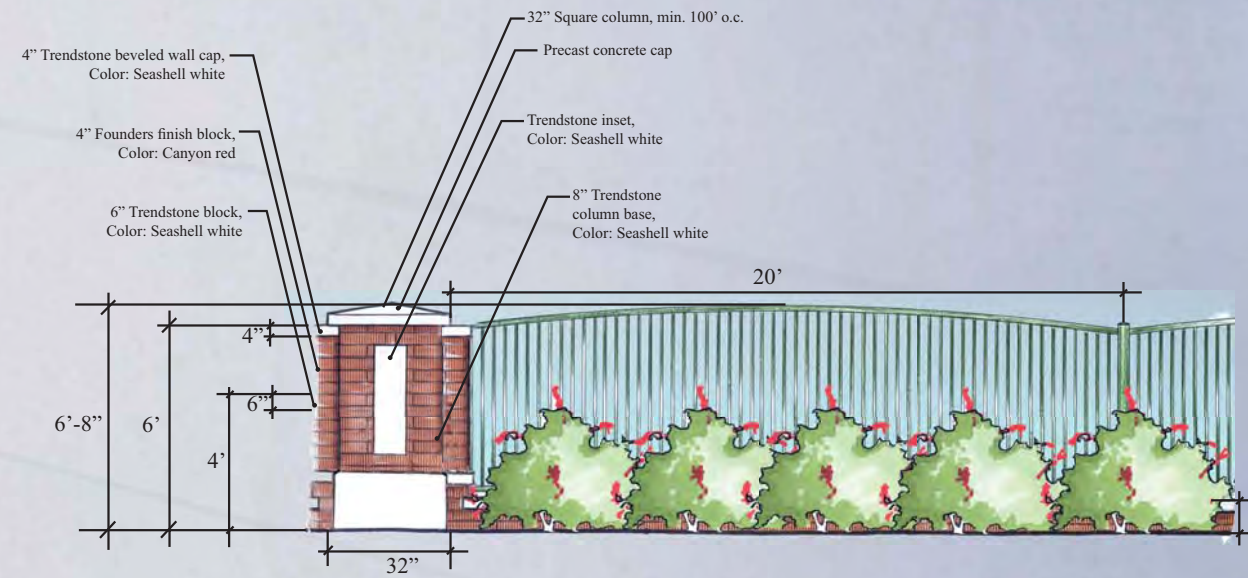 32” Square column, min. 100’ o.c.
Precast concrete cap
4” Trendstone beveled wall cap,
Color: Seashell white
Trendstone inset,
Color: Seashell white
4” Founders finish block,
Color: Canyon red
8” Trendstone
column base,
Color: Seashell white
6” Trendstone block,
Color: Seashell white
20’
4”
6”
6’-8”
6’
4’
32”